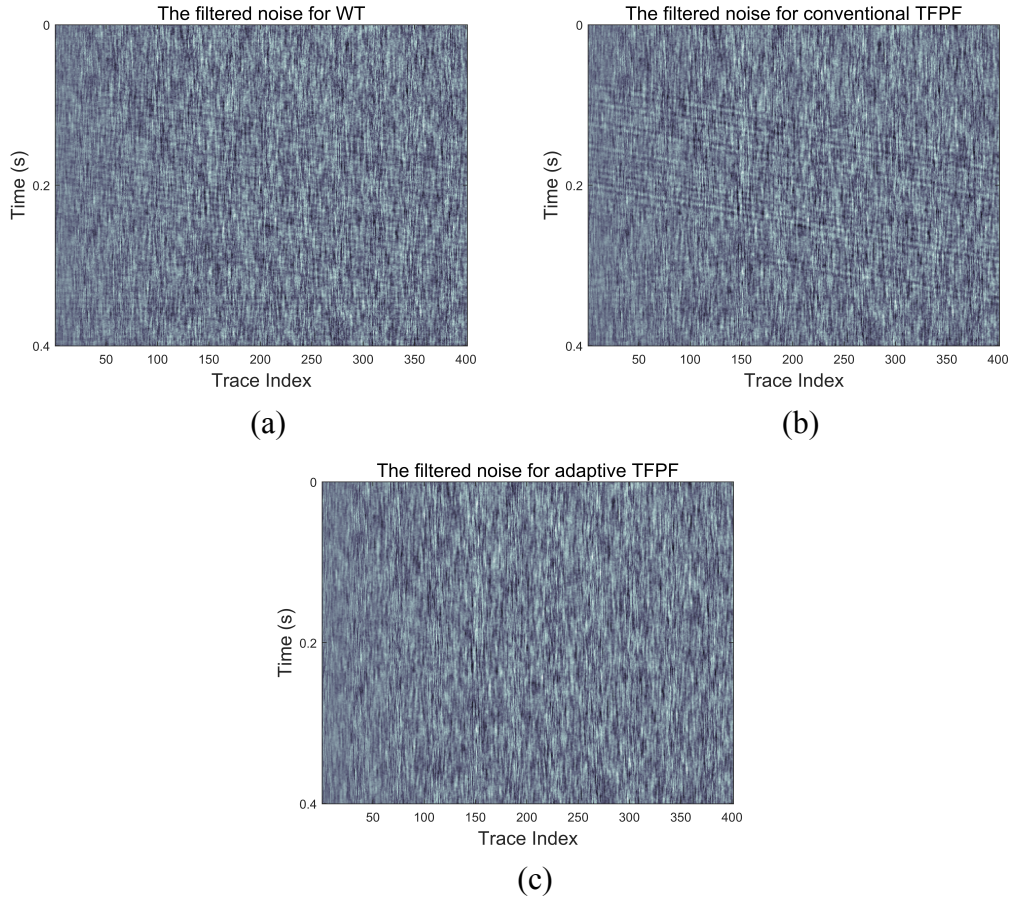 The filtered noise for WT
0
0.2
0.4
Time (s)
50 100 150 200 250 300 350 400
Trace Index
(a)
The filtered noise for conventional TFPF
0
0.2
0.4
Time (s)
50 100 150 200 250 300 350 400
Trace Index
(b)
The filtered noise for adaptive TFPF
0
0.2
0.4
Time (s)
50 100 150 200 250 300 350 400
Trace Index
(c)